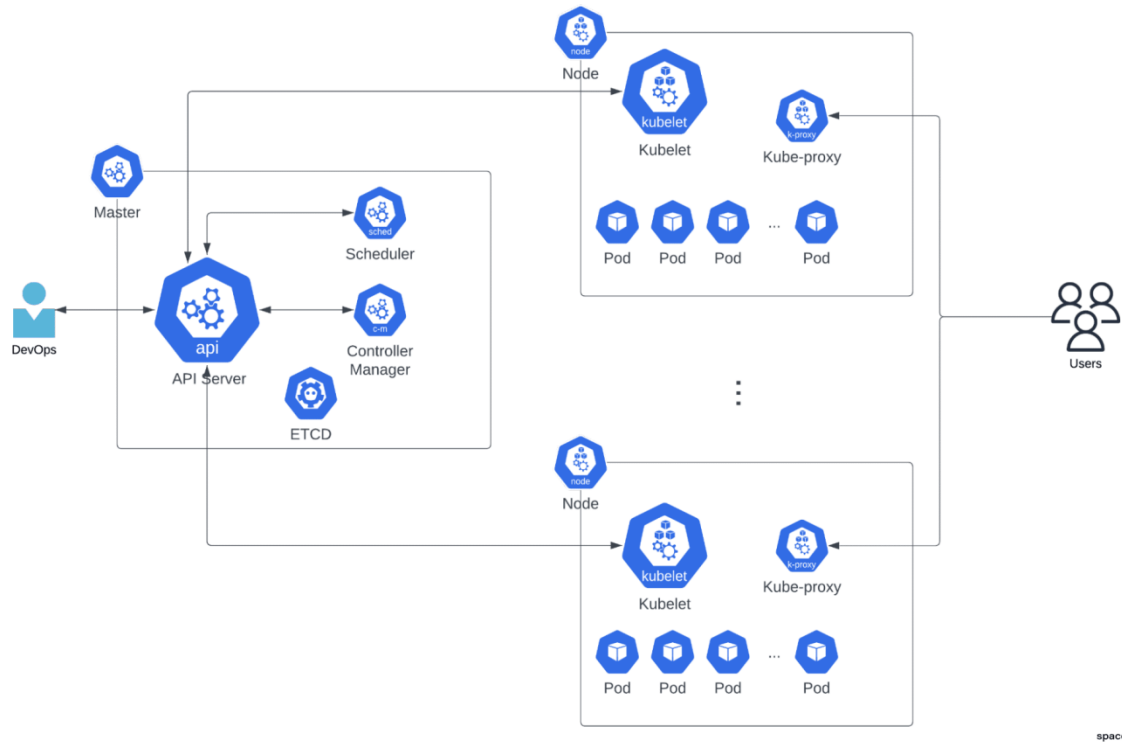 node
Node
kubelet
Kubelet
k-proxy
Kube-proxy
Pod
Pod
Pod
...
Pod
Master
sched
Scheduler
api
API Server
c-m
Controller
Manager
ETCD
DevOps
Users
node
Node
kubelet
Kubelet
k-proxy
Kube-proxy
Pod
Pod
Pod
...
Pod
space